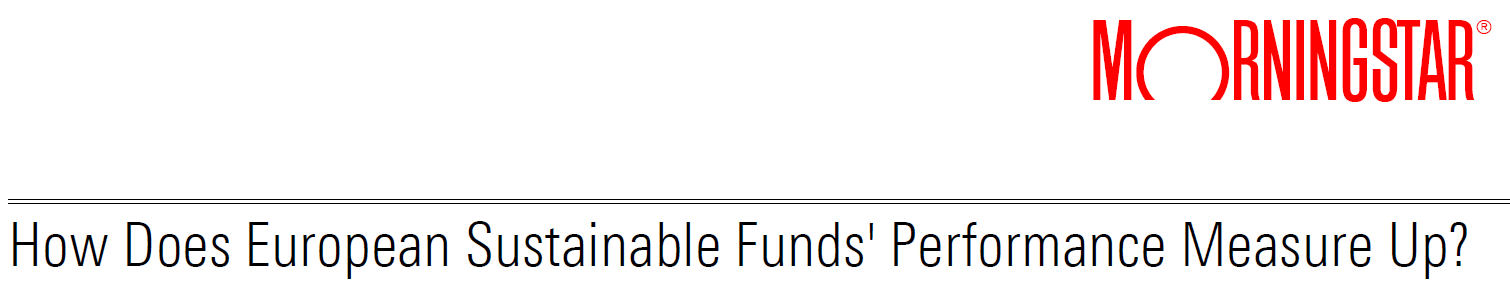 MORNINGSTAR®
How Does European Sustainable Funds' Performance Measure Up?